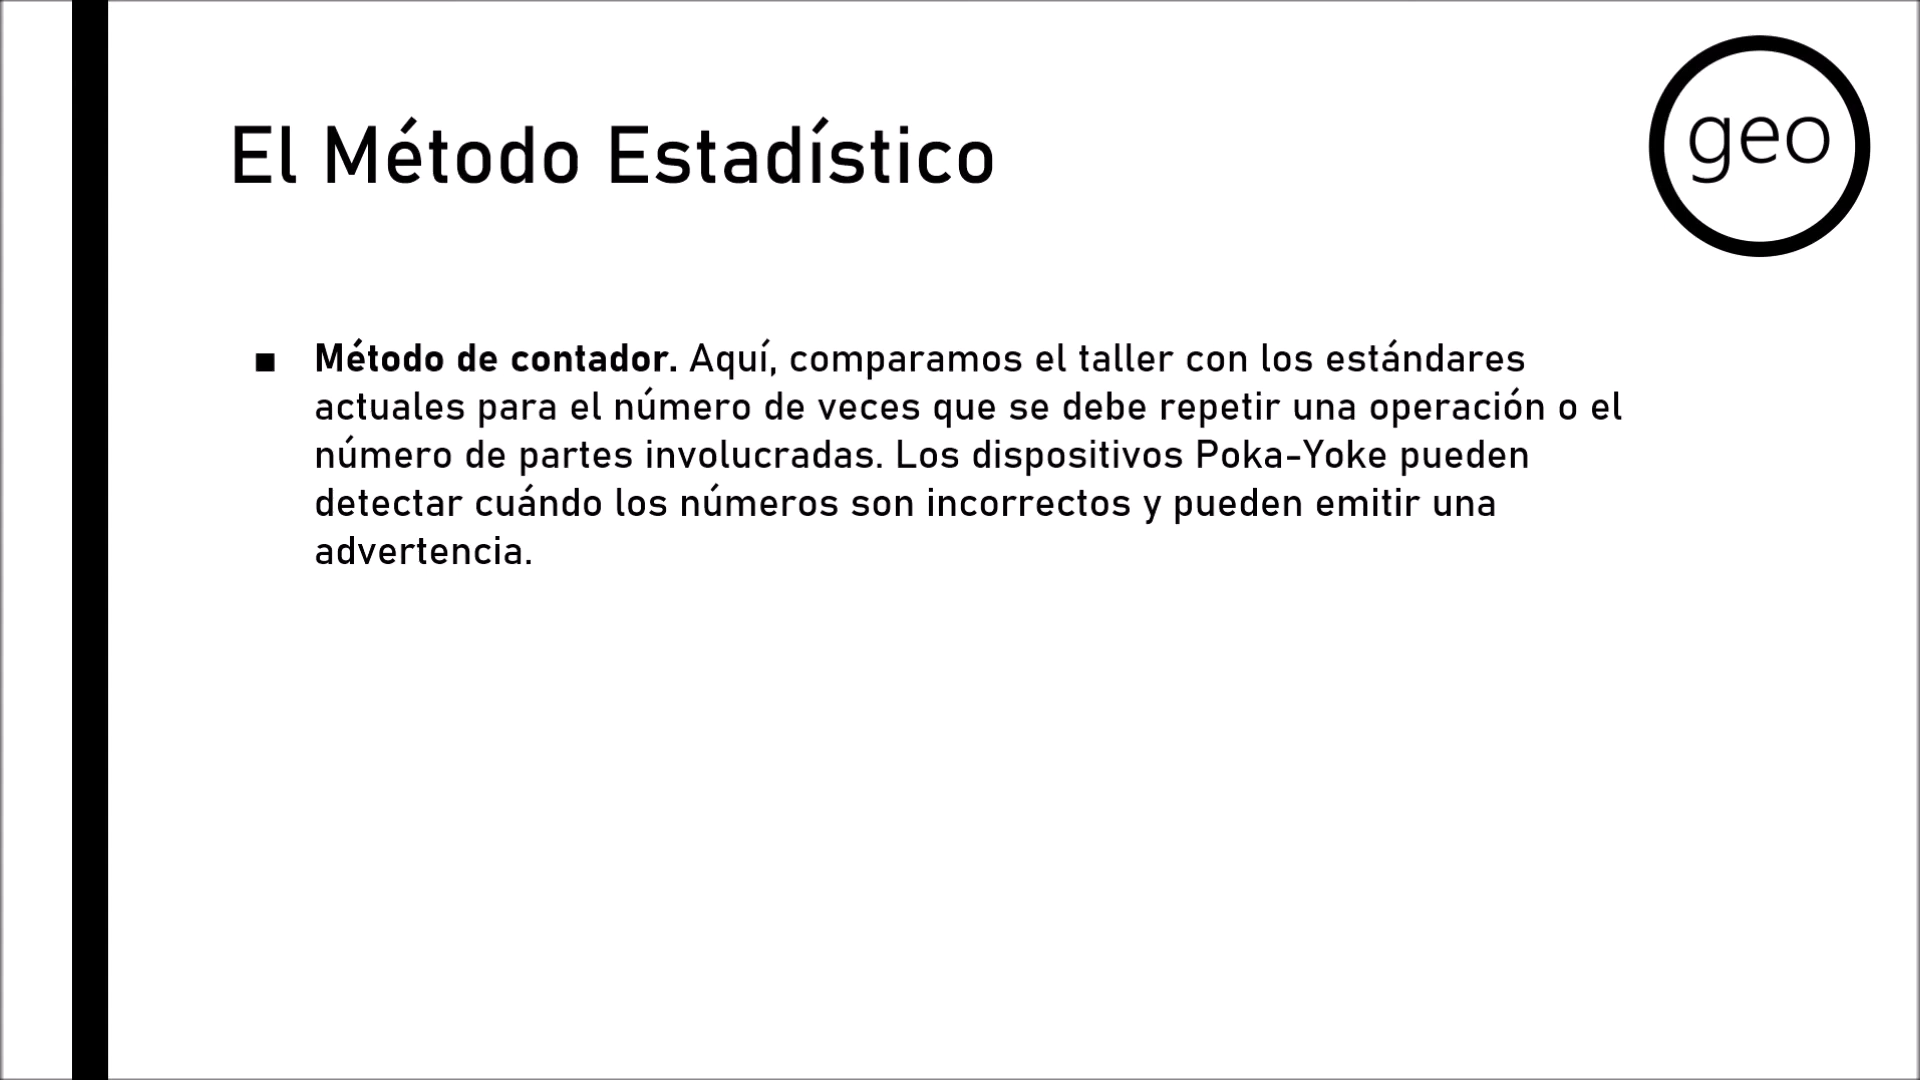 El Método Estadístico
geo
▪ Método de contador. Aquí, comparamos el taller con los estándares
actuales para el número de veces que se debe repetir una operación o el
número de partes involucradas. Los dispositivos Poka-Yoke pueden
detectar cuándo los números son incorrectos y pueden emitir una
advertencia.